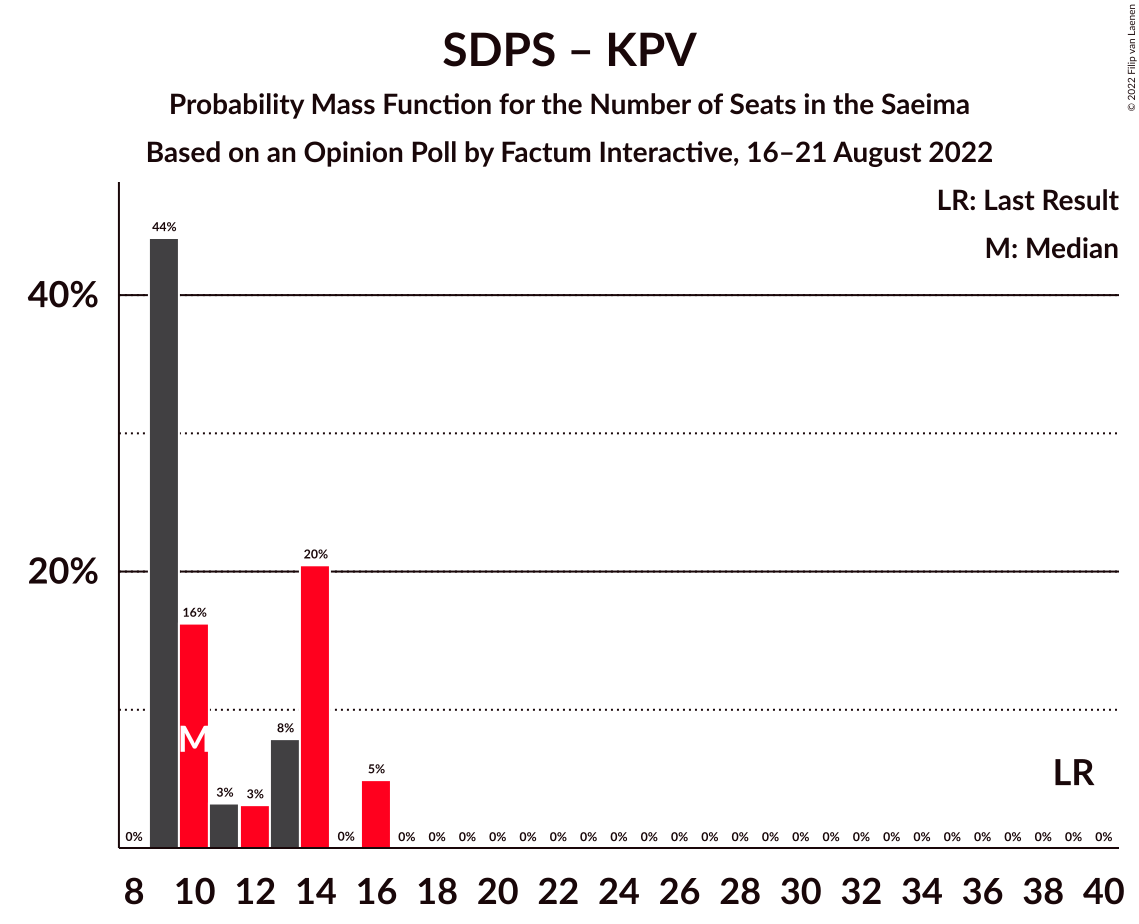 SDPS – KPV
Probability Mass Function for the Number of Seats in the Saeima
Based on an Opinion Poll by Factum Interactive, 16–21 August 2022
© 2022 Filip van Laenen
LR: Last Result
M: Median
44%
40%
20%
20%
16%
M
8%
5%
3%
3%
LR
0% 0% 0% 0% 0% 0% 0% 0% 0% 0% 0% 0% 0% 0% 0% 0% 0% 0% 0% 0% 0% 0% 0% 0% 0% 0%
8 10 12 14 16 18 20 22 24 26 28 30 32 34 36 38 40